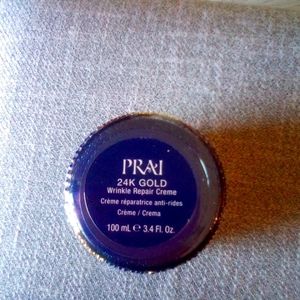 PRAI
24K GOLD
Wrinkle Repair Creme
Crème réparatrice anti-rides
Crème / Crema
100 mL ℮ 3.4 Fl. Oz.